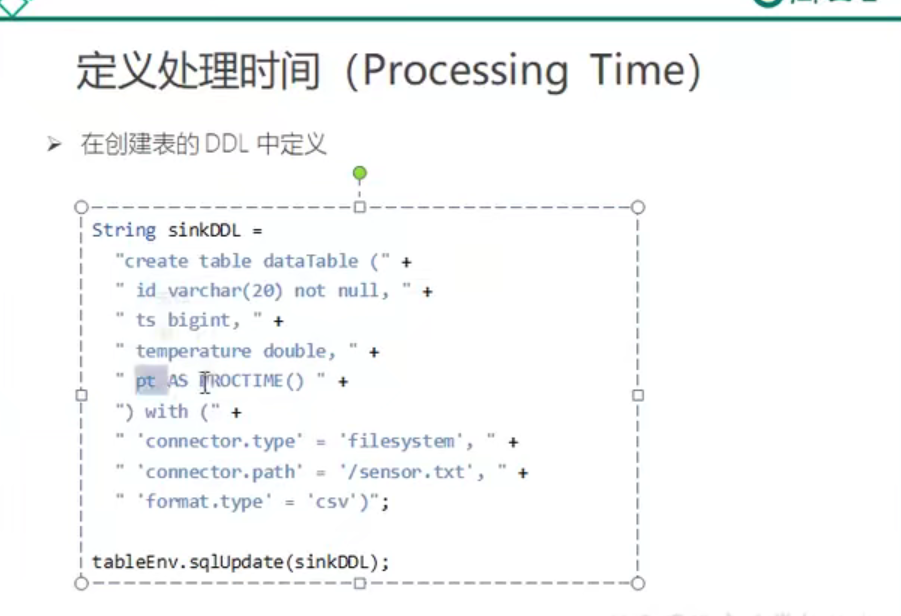 定义处理时间（Processing Time）
➢ 在创建表的 DDL 中定义
String sinkDDL =
"create table dataTable (" +
" id varchar(20) not null, " +
" ts bigint, " +
" temperature double, " +
" pt AS PROCTIME() " +
") with (" +
" 'connector.type' = 'filesystem', " +
" 'connector.path' = '/sensor.txt', " +
" 'format.type' = 'csv')";
tableEnv.sqlUpdate(sinkDDL);